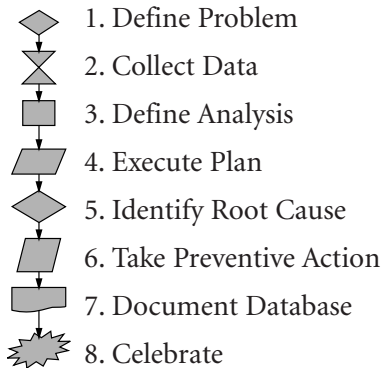 1. Define Problem
2. Collect Data
3. Define Analysis
4. Execute Plan
5. Identify Root Cause
6. Take Preventive Action
7. Document Database
8. Celebrate